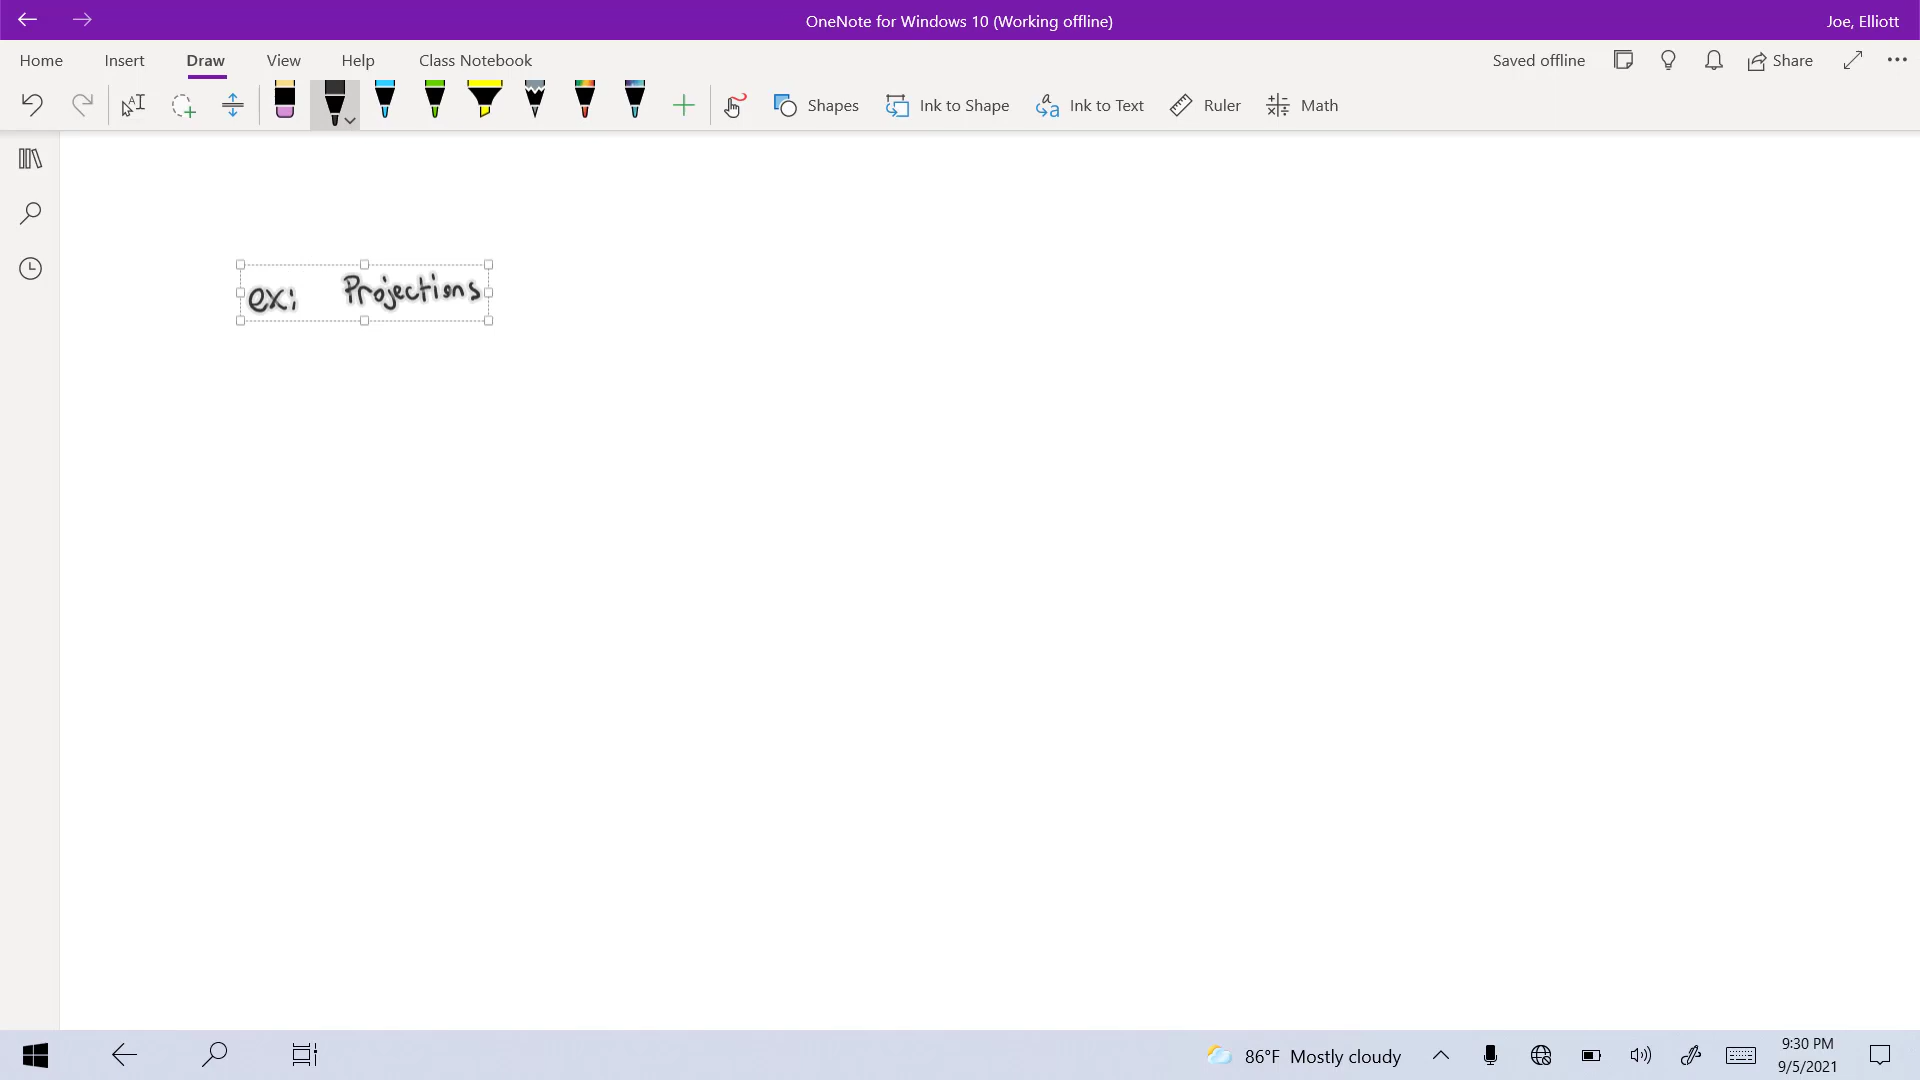 OneNote for Windows 10 (Working offline)
Joe, Elliott
Home Insert Draw View Help Class Notebook
Saved offline
Share
Shapes
Ink to Shape
Ink to Text
Ruler
Math
ex: Projections
86°F Mostly cloudy
9:30 PM
9/5/2021